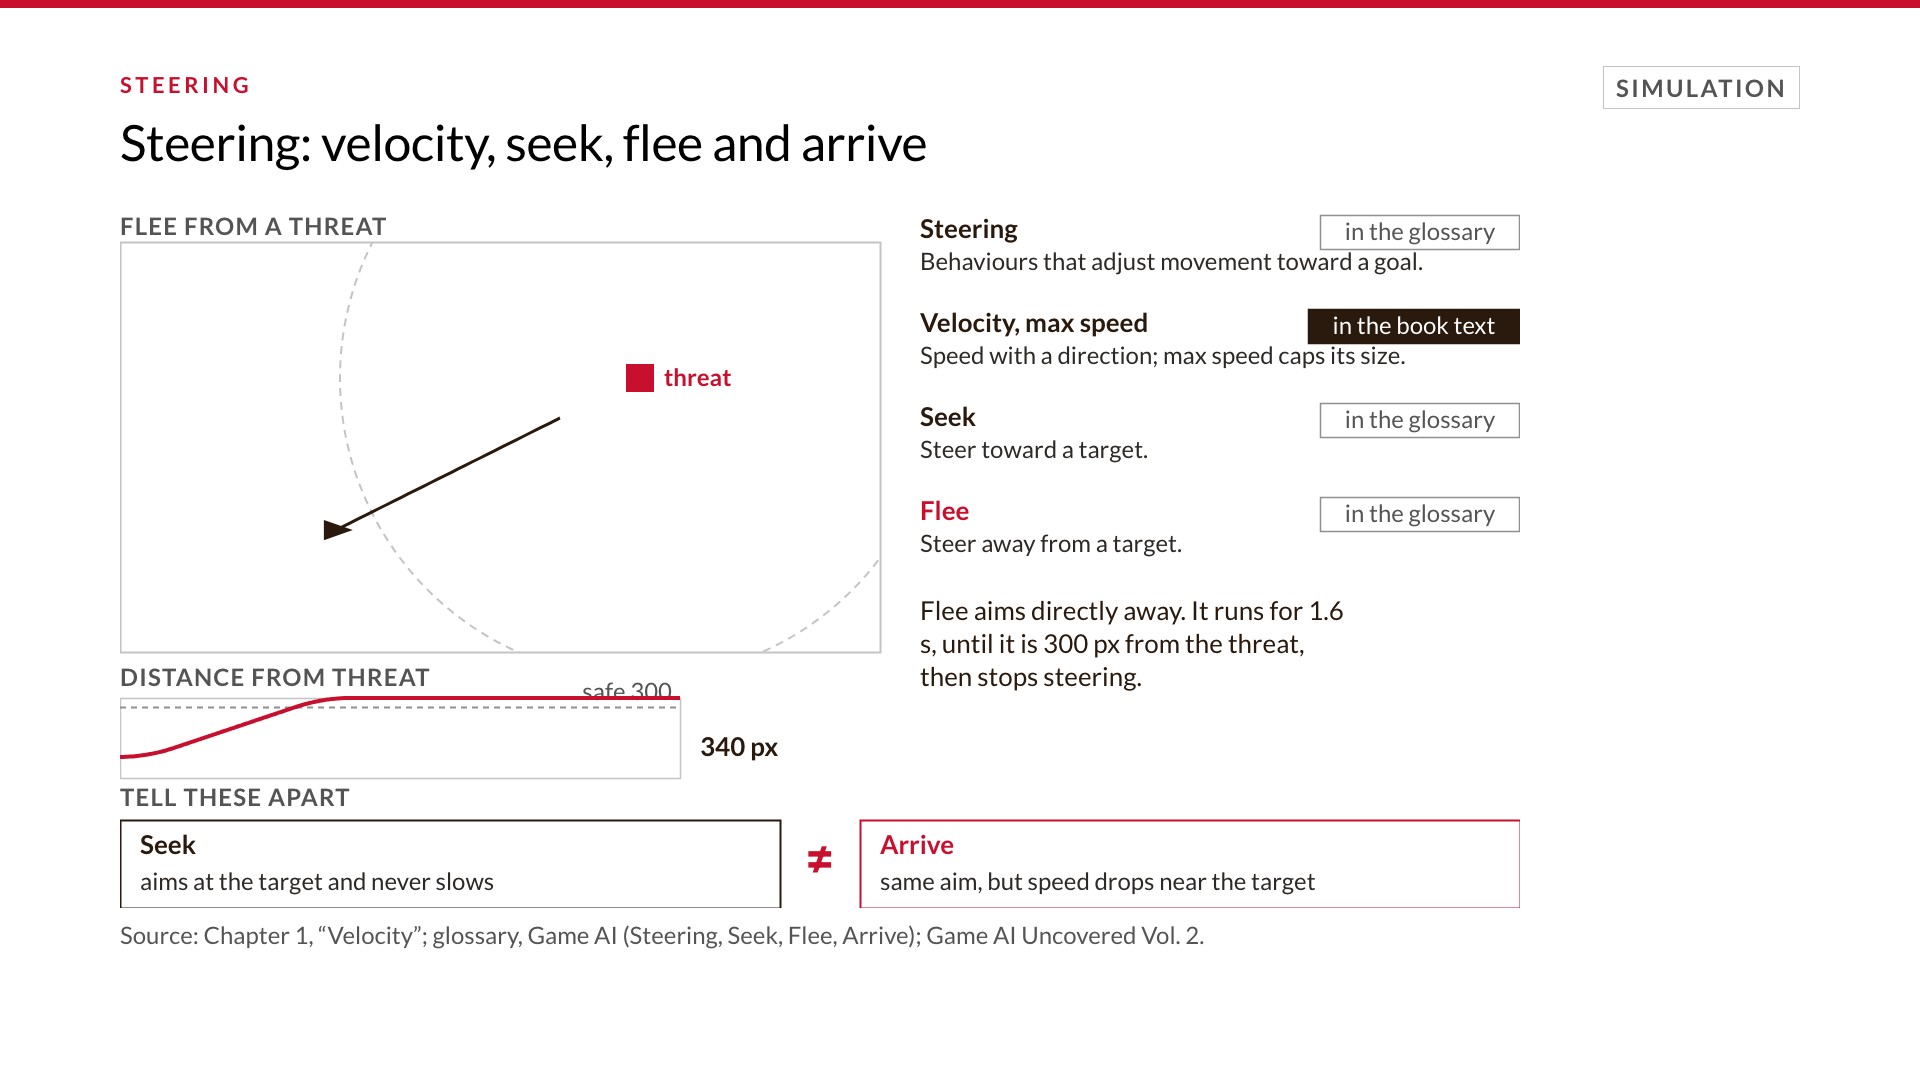 STEERING
SIMULATION
Steering: velocity, seek, flee and arrive
FLEE FROM A THREAT
threat
Steering
in the glossary
Behaviours that adjust movement toward a goal.
Velocity, max speed
in the book text
Speed with a direction; max speed caps its size.
Seek
in the glossary
Steer toward a target.
Flee
in the glossary
Steer away from a target.
Flee aims directly away. It runs for 1.6
s, until it is 300 px from the threat,
then stops steering.
DISTANCE FROM THREAT
safe 300
340 px
TELL THESE APART
Seek
aims at the target and never slows
≠
Arrive
same aim, but speed drops near the target
Source: Chapter 1, “Velocity”; glossary, Game AI (Steering, Seek, Flee, Arrive); Game AI Uncovered Vol. 2.